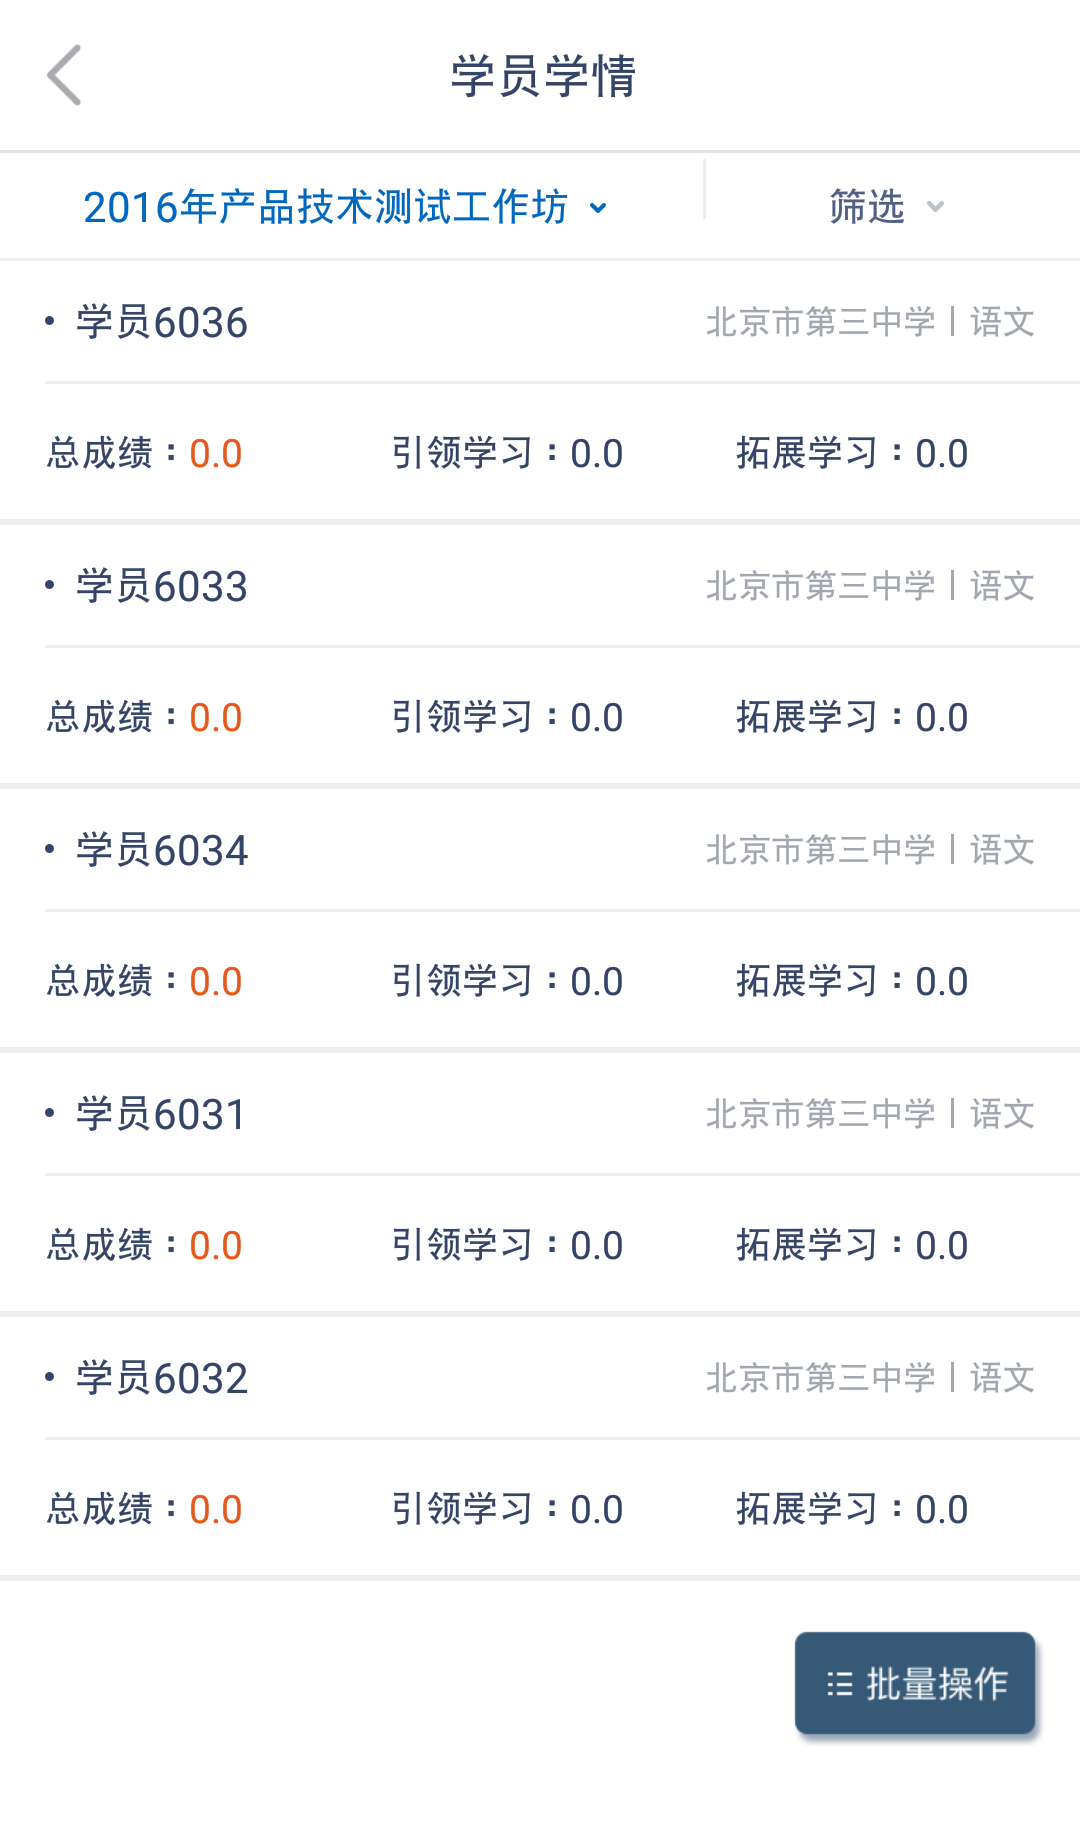 学员学情
2016年产品技术测试工作坊 筛选
• 学员6036 北京市第三中学 | 语文
总成绩：0.0 引领学习：0.0 拓展学习：0.0
• 学员6033 北京市第三中学 | 语文
总成绩：0.0 引领学习：0.0 拓展学习：0.0
• 学员6034 北京市第三中学 | 语文
总成绩：0.0 引领学习：0.0 拓展学习：0.0
• 学员6031 北京市第三中学 | 语文
总成绩：0.0 引领学习：0.0 拓展学习：0.0
• 学员6032 北京市第三中学 | 语文
总成绩：0.0 引领学习：0.0 拓展学习：0.0
批量操作